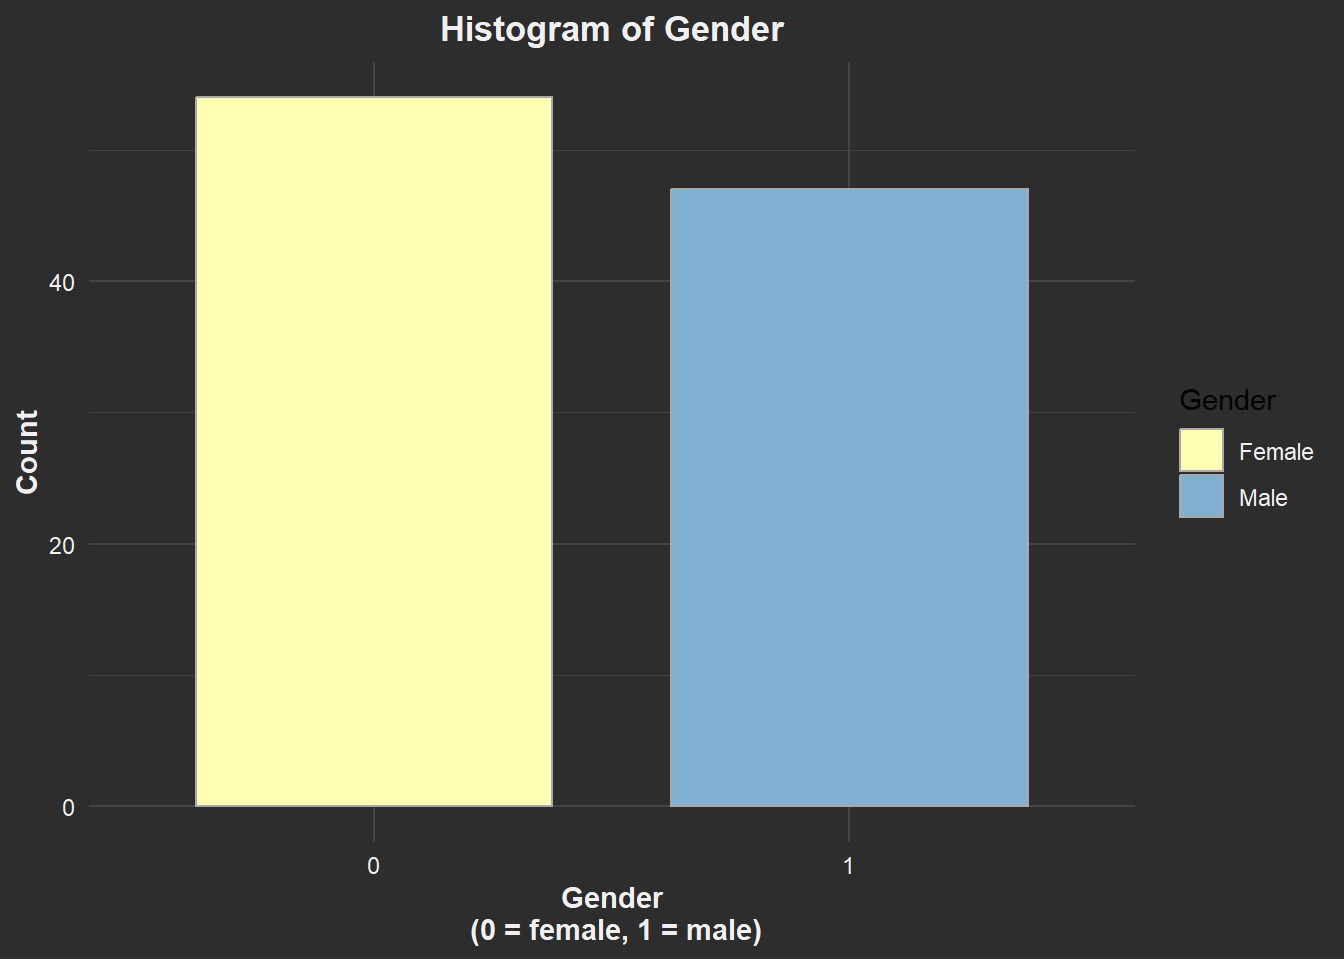 Histogram of Gender
Count
40
20
0
0
1
Gender
(0 = female, 1 = male)
Gender
Female
Male